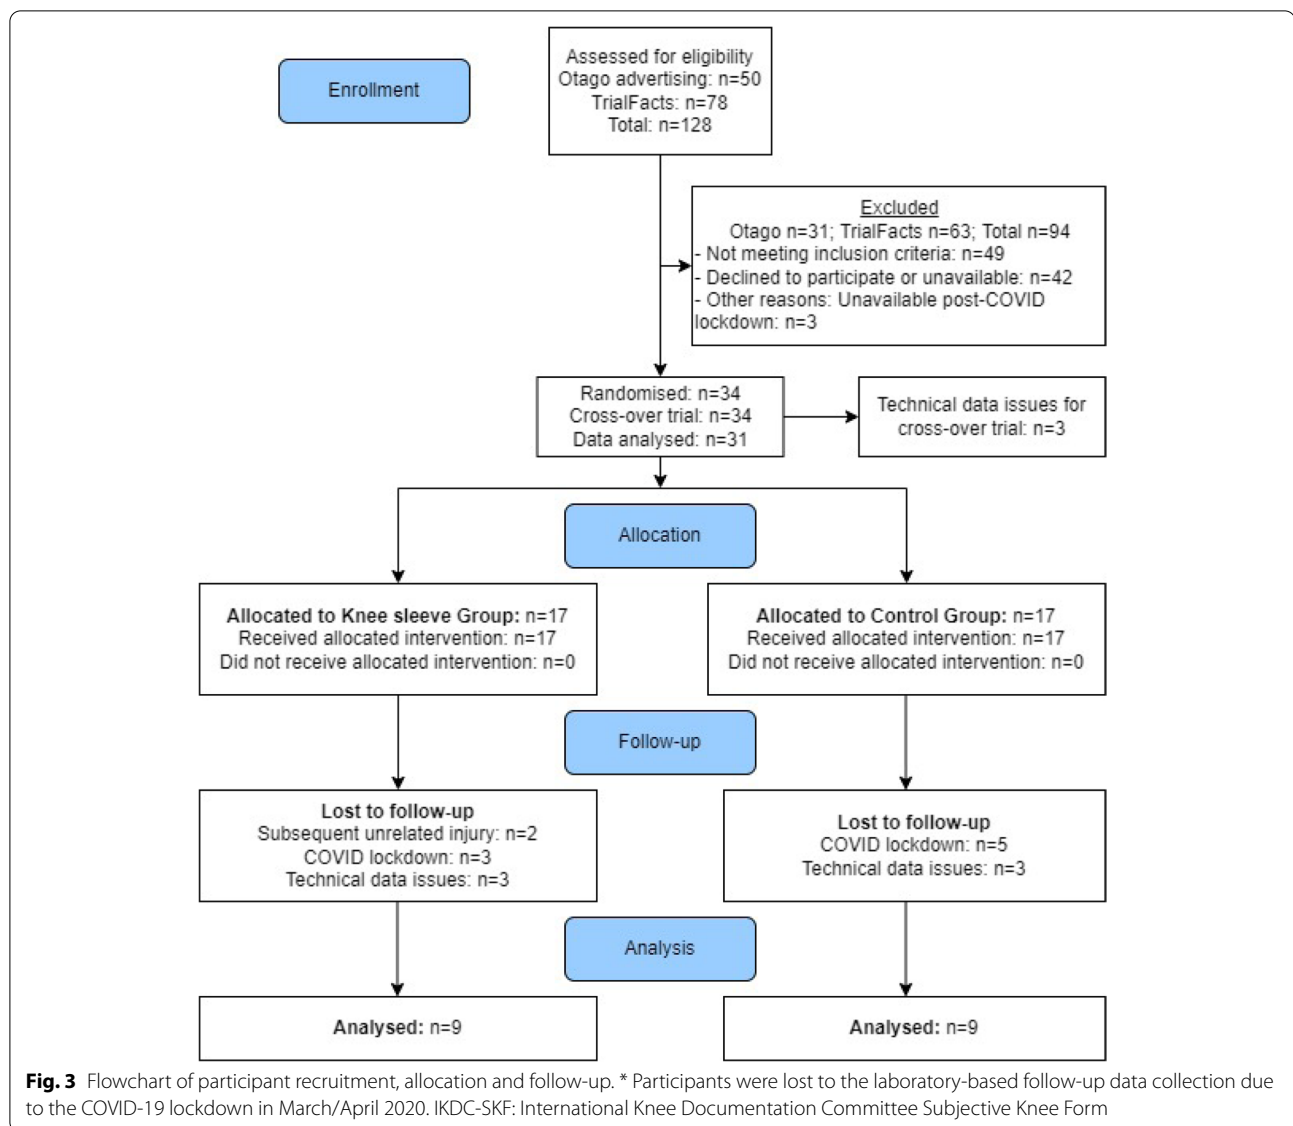 Enrollment
Assessed for eligibility
Otago advertising: n=50
TrialFacts: n=78
Total: n=128
Excluded
Otago n=31; TrialFacts n=63; Total n=94
- Not meeting inclusion criteria: n=49
- Declined to participate or unavailable: n=42
- Other reasons: Unavailable post-COVID
lockdown: n=3
Randomised: n=34
Cross-over trial: n=34
Data analysed: n=31
Technical data issues for
cross-over trial: n=3
Allocation
Allocated to Knee sleeve Group: n=17
Received allocated intervention: n=17
Did not receive allocated intervention: n=0
Allocated to Control Group: n=17
Received allocated intervention: n=17
Did not receive allocated intervention: n=0
Follow-up
Lost to follow-up
Subsequent unrelated injury: n=2
COVID lockdown: n=3
Technical data issues: n=3
Lost to follow-up
COVID lockdown: n=5
Technical data issues: n=3
Analysis
Analysed: n=9
Analysed: n=9
Fig. 3 Flowchart of participant recruitment, allocation and follow-up. * Participants were lost to the laboratory-based follow-up data collection due
to the COVID-19 lockdown in March/April 2020. IKDC-SKF: International Knee Documentation Committee Subjective Knee Form